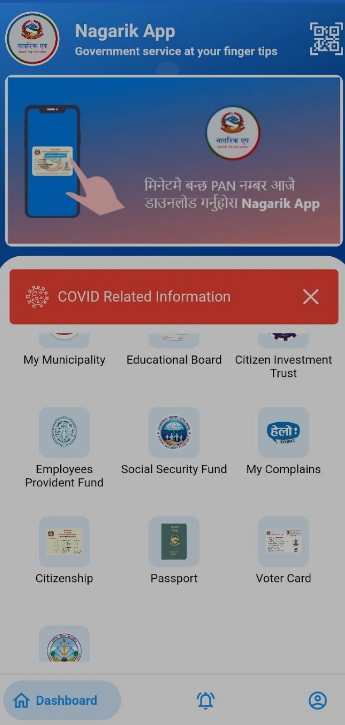 Nagarik App
Government service at your finger tips
नागरिक एप
नागरिक एप
मिनेटमै बन्छ PAN नम्बर आजै
डाउनलोड गर्नुहोस Nagarik App
COVID Related Information
My Municipality
Educational Board
Citizen Investment
Trust
Employees
Provident Fund
Social Security Fund
हेलो!
My Complains
Citizenship
Passport
Voter Card
Dashboard